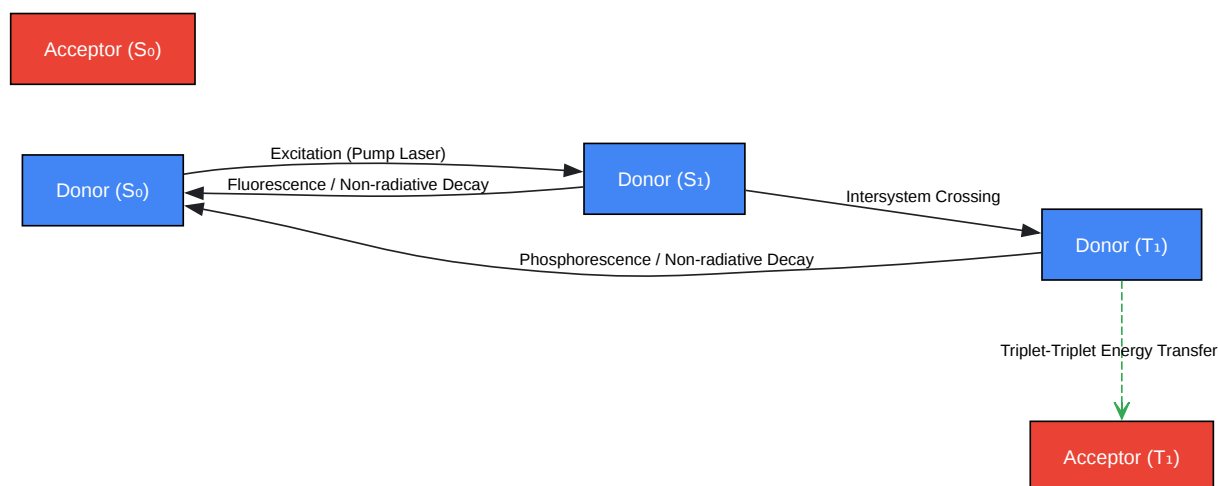 Acceptor (S₀)
Excitation (Pump Laser)
Donor (S₀)
Fluorescence / Non-radiative Decay
Donor (S₁)
Intersystem Crossing
Donor (T₁)
Phosphorescence / Non-radiative Decay
Triplet-Triplet Energy Transfer
Acceptor (T₁)